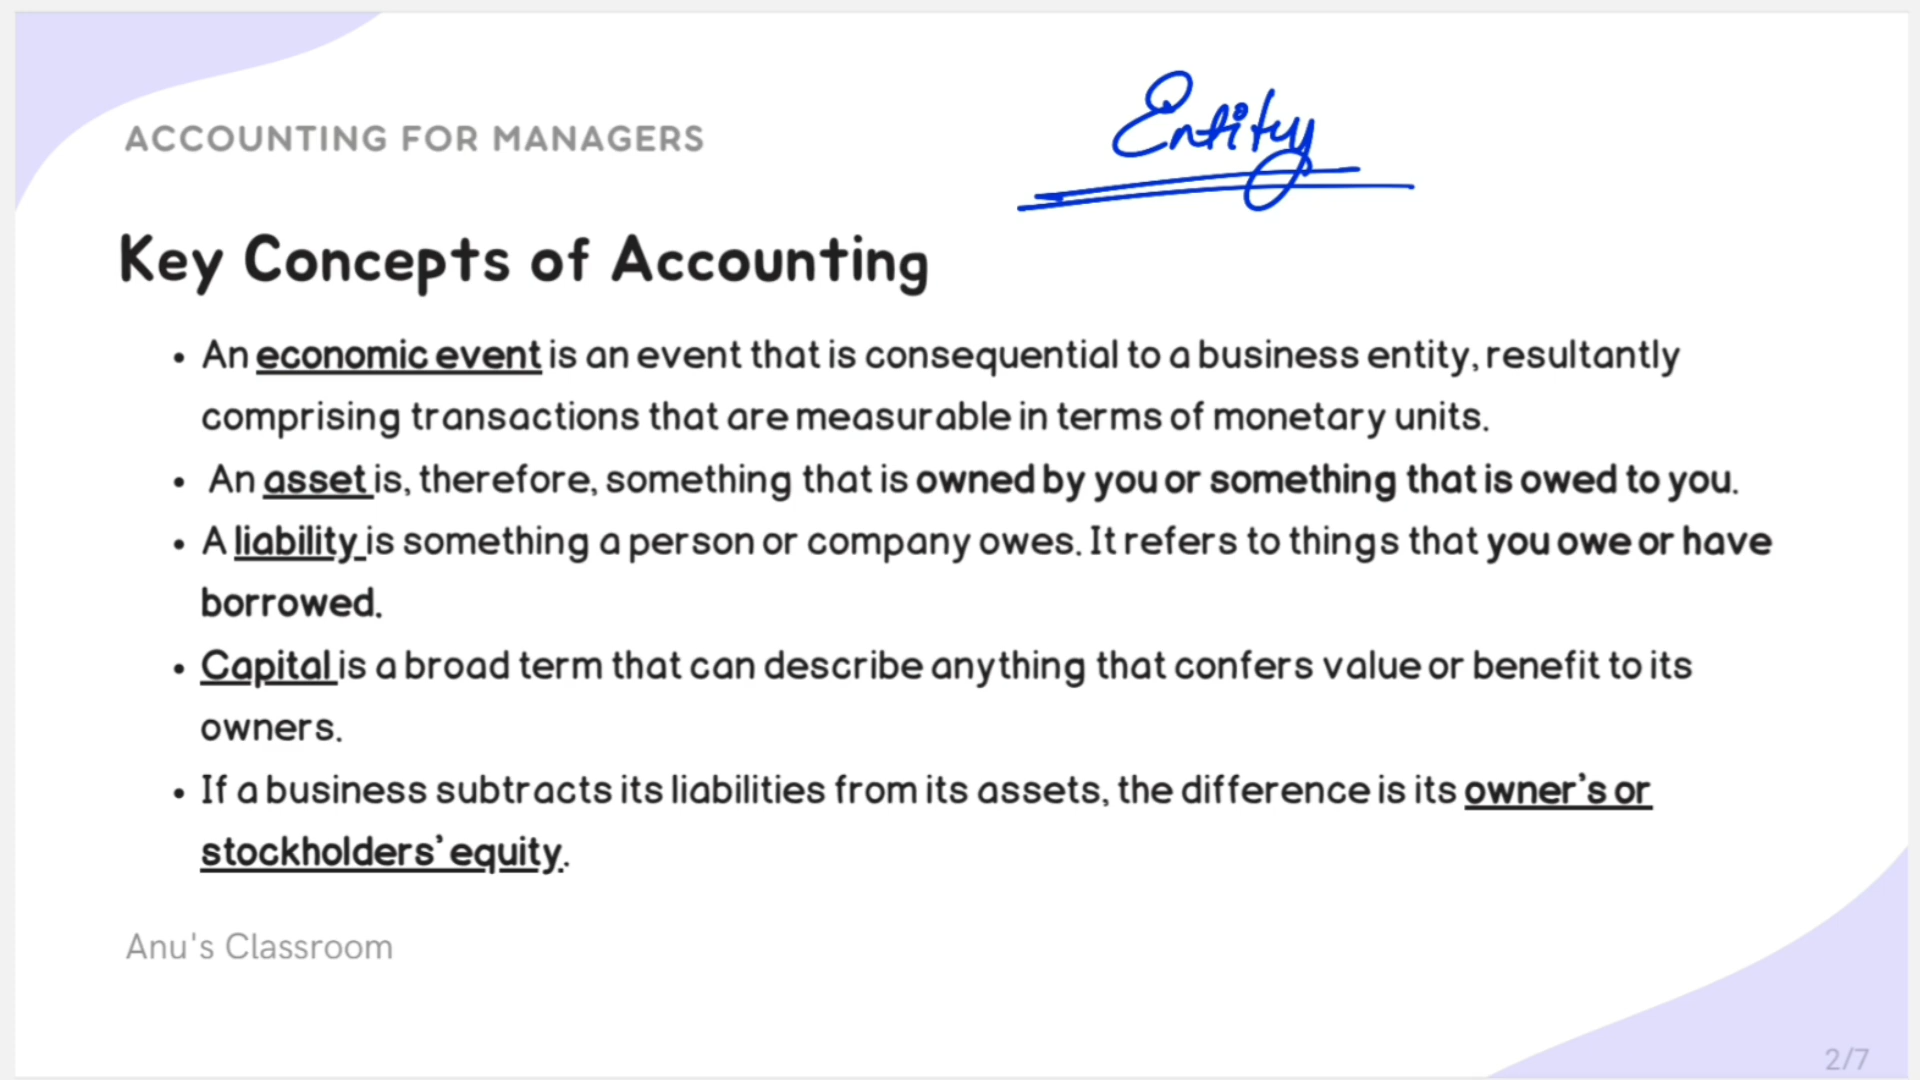 ACCOUNTING FOR MANAGERS
Entity
Key Concepts of Accounting
• An economic event is an event that is consequential to a business entity, resultantly
comprising transactions that are measurable in terms of monetary units.
• An asset is, therefore, something that is owned by you or something that is owed to you.
• A liability is something a person or company owes. It refers to things that you owe or have
borrowed.
• Capital is a broad term that can describe anything that confers value or benefit to its
owners.
• If a business subtracts its liabilities from its assets, the difference is its owner's or
stockholders' equity.
Anu's Classroom
2/7